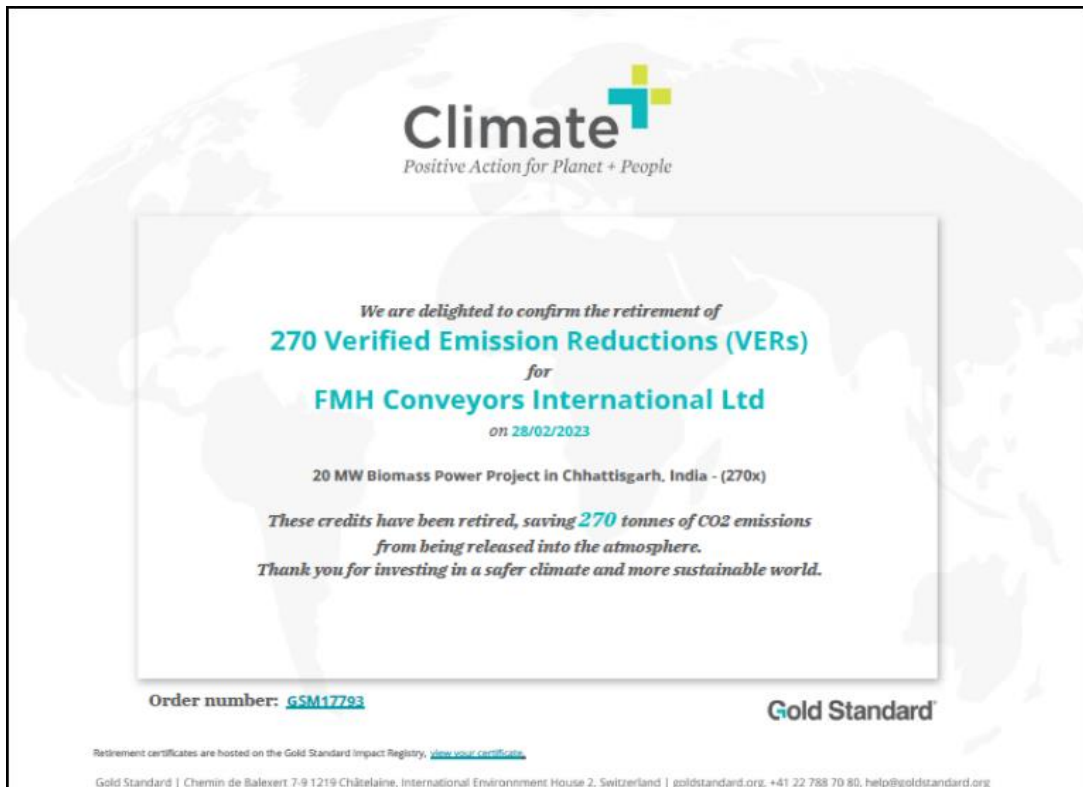 Climate
Positive Action for Planet + People
We are delighted to confirm the retirement of
270 Verified Emission Reductions (VERs)
for
FMH Conveyors International Ltd
on 28/02/2023
20 MW Biomass Power Project in Chhattisgarh, India - (270x)
These credits have been retired, saving 270 tonnes of CO2 emissions
from being released into the atmosphere.
Thank you for investing in a safer climate and more sustainable world.
Order number: GSM17793
Gold Standard
Retirement certificates are hosted on the Gold Standard Impact Registry, view your certificate.
Gold Standard | Chemin de Balexert 7-9 1219 Châtelaine, International Environnment House 2, Switzerland | goldstandard.org, +41 22 788 70 80, help@goldstandard.org